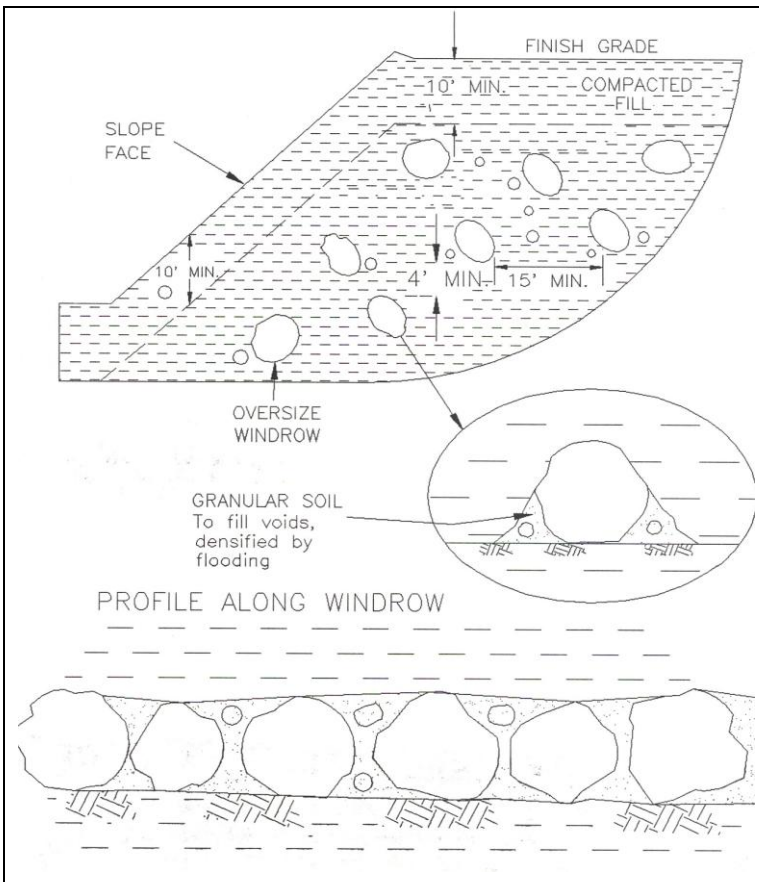 FINISH GRADE
10' MIN.
COMPACTED
FILL
SLOPE
FACE
10' MIN.
4' MIN.
15' MIN.
OVERSIZE
WINDROW
GRANULAR SOIL
To fill voids,
densified by
flooding
PROFILE ALONG WINDROW